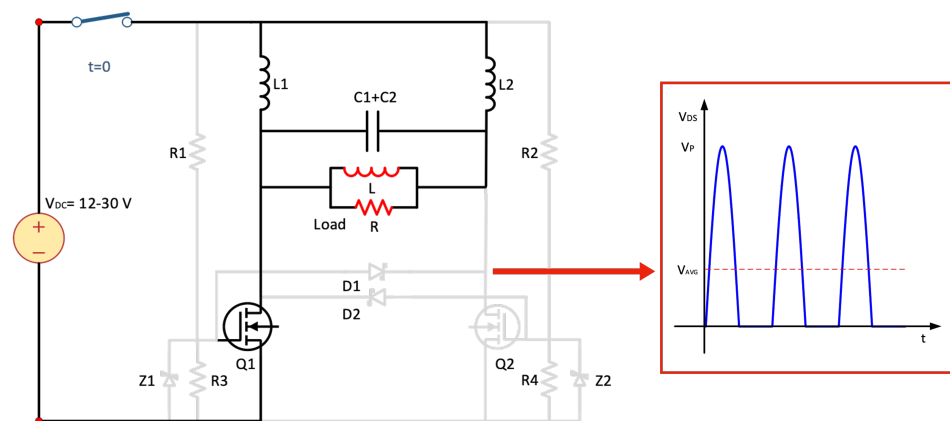 t=0
L1
L2
C1+C2
R1
R2
VDC= 12-30 V
+
−
L
Load
R
D1
D2
Q1
Q2
Z1
R3
R4
Z2
VDS
VP
VAVG
t